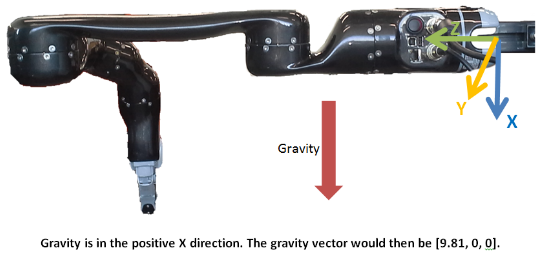 Z
Y
X
Gravity
Gravity is in the positive X direction. The gravity vector would then be [9.81, 0, 0].